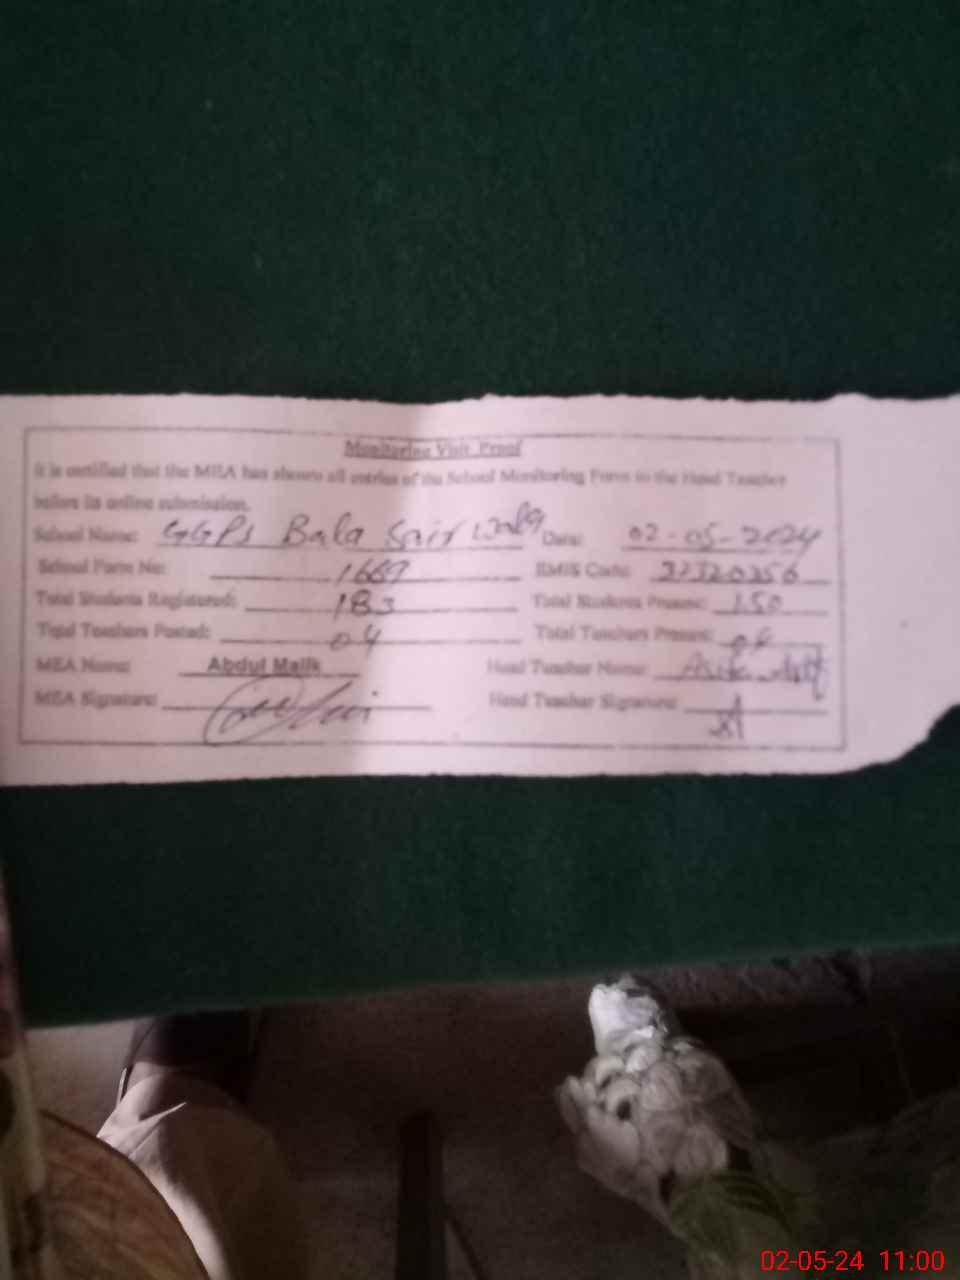 Monitoring Visit Proof
It is certified that the MEA has shown all entries of the School Monitoring Form to the Head Teacher
before its online submission.
School Name: GGPS Bala Date: 02-05-2024
School Form No: 1669 EMIS Code:
Total Students Registered: 183 Total Students Present: 150
Total Teachers Posted: 04 Total Teachers Present: 04
MEA Name: Abdul Malik Head Teacher Name:
MEA Signature: Head Teacher Signature:
02-05-24 11:00